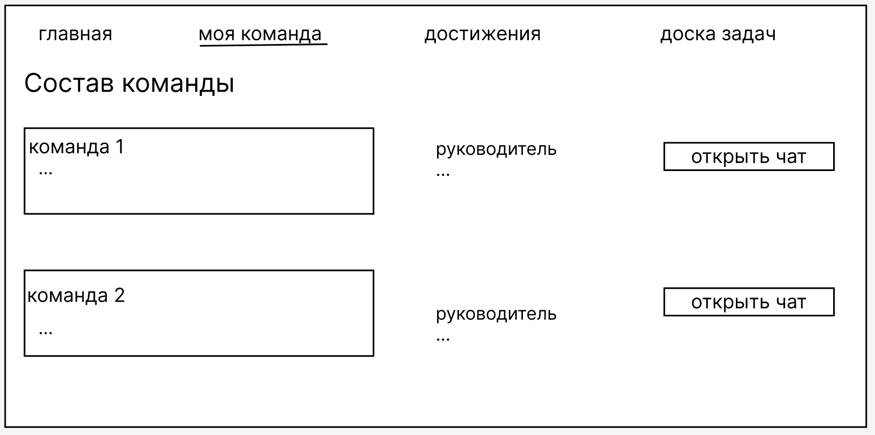 главная моя команда достижения доска задач
Состав команды
команда 1
...
руководитель
...
открыть чат
команда 2
...
руководитель
...
открыть чат